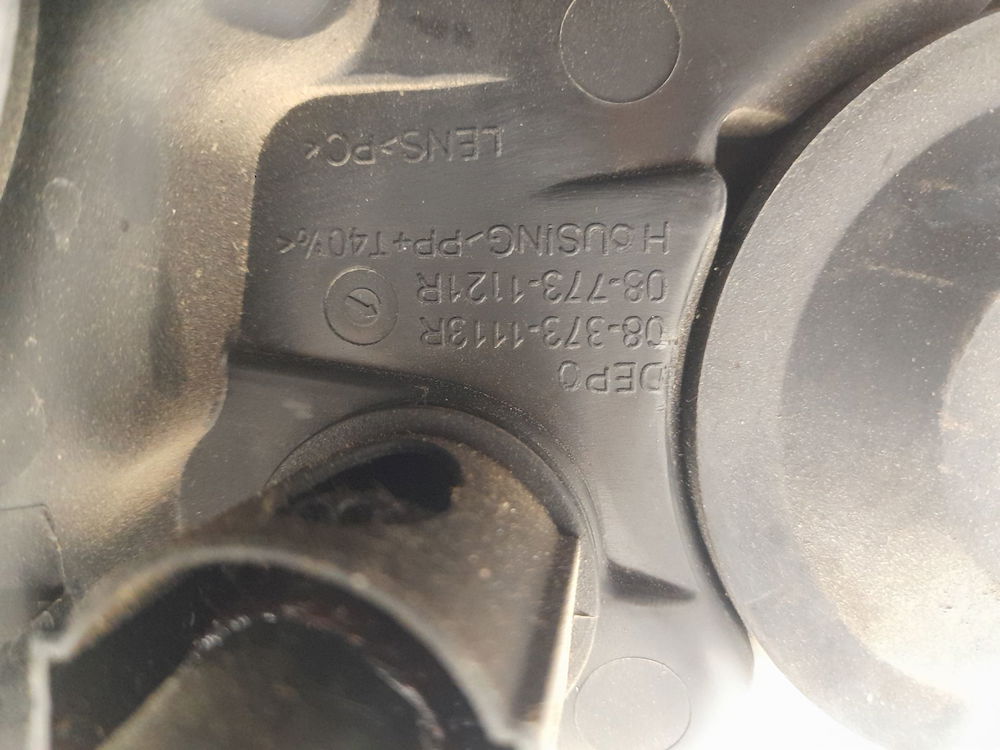 DEPO
08-373-1113R
08-773-1121R
HOUSING>PP+T40%<
LENS>PC<